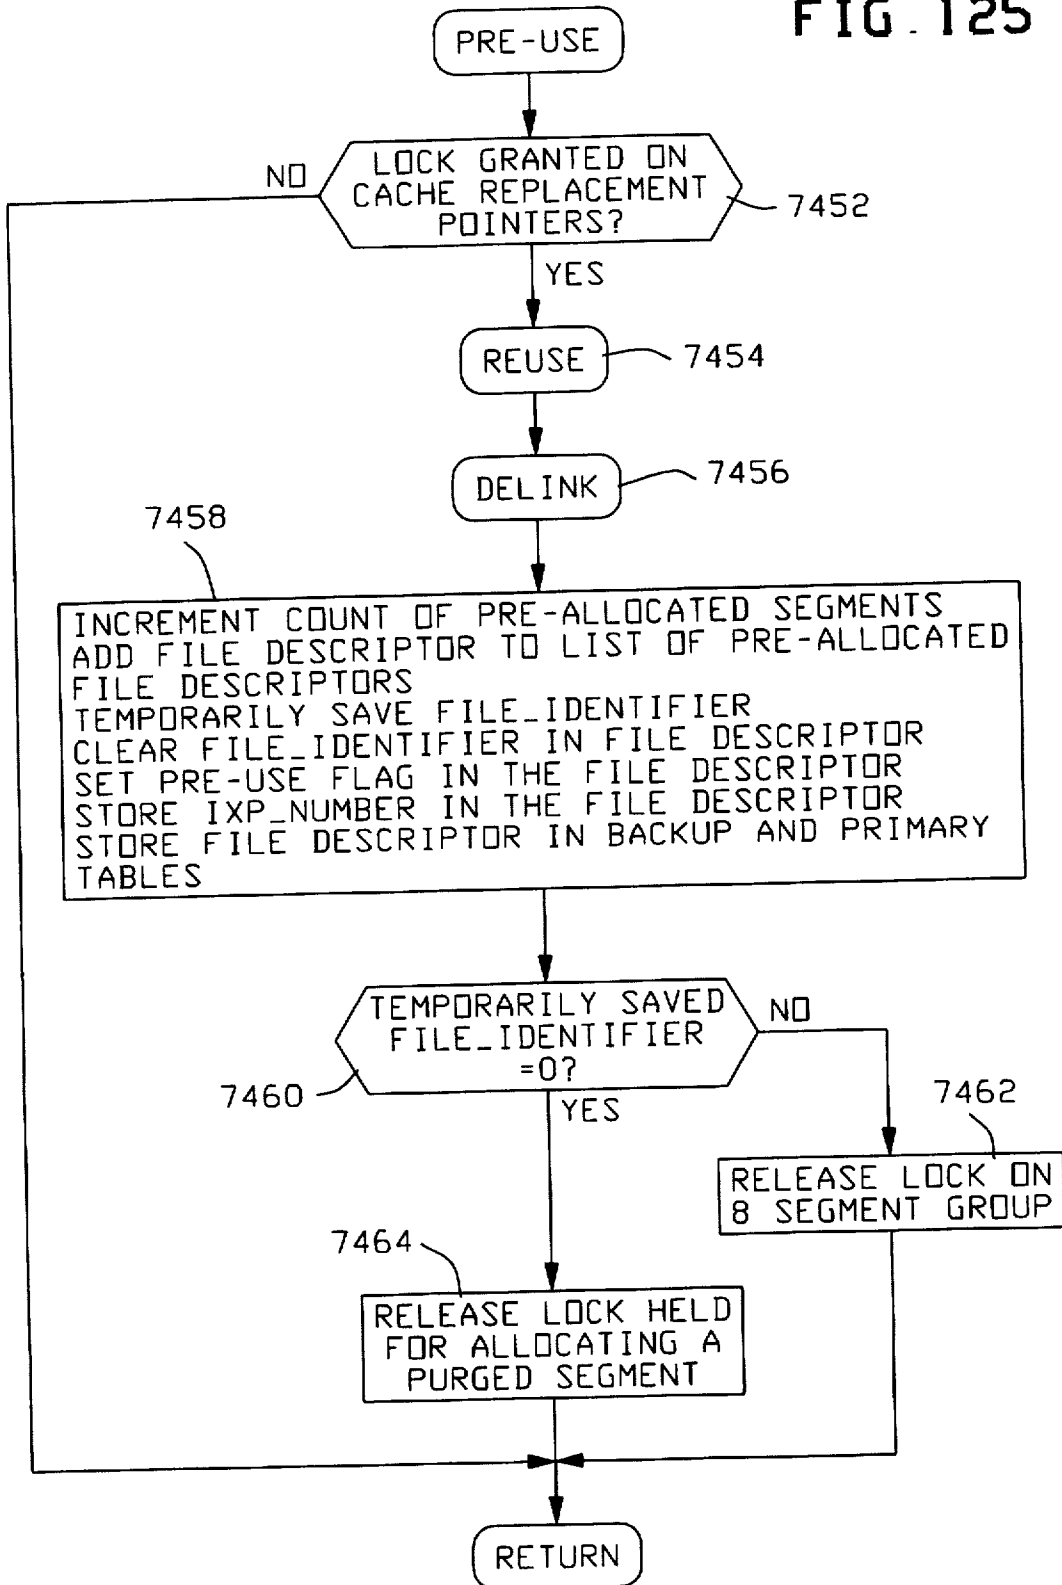 FIG. 125
PRE-USE
LOCK GRANTED ON
CACHE REPLACEMENT
POINTERS?
NO
7452
YES
REUSE
7454
DELINK
7456
7458
INCREMENT COUNT OF PRE-ALLOCATED SEGMENTS
ADD FILE DESCRIPTOR TO LIST OF PRE-ALLOCATED
FILE DESCRIPTORS
TEMPORARILY SAVE FILE_IDENTIFIER
CLEAR FILE_IDENTIFIER IN FILE DESCRIPTOR
SET PRE-USE FLAG IN THE FILE DESCRIPTOR
STORE IXP_NUMBER IN THE FILE DESCRIPTOR
STORE FILE DESCRIPTOR IN BACKUP AND PRIMARY
TABLES
TEMPORARILY SAVED
FILE_IDENTIFIER
=0?
NO
7460
YES
7462
RELEASE LOCK ON
8 SEGMENT GROUP
7464
RELEASE LOCK HELD
FOR ALLOCATING A
PURGED SEGMENT
RETURN